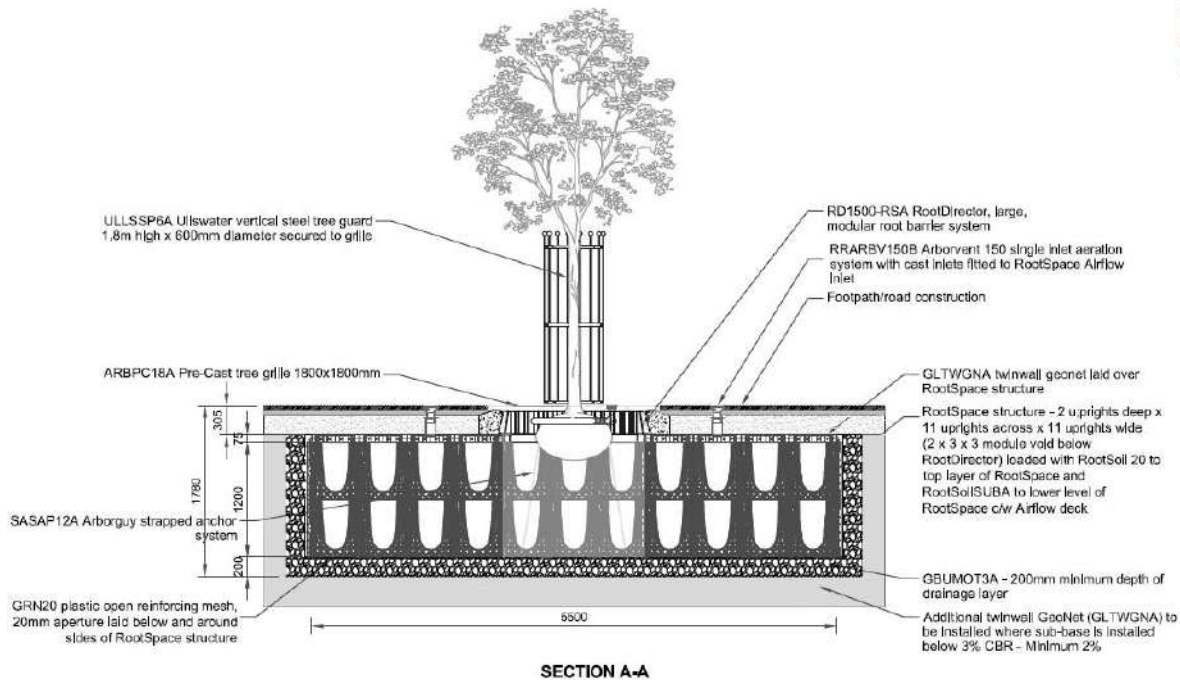 ULLSSP6A Ullswater vertical steel tree guard
1.8m high x 600mm diameter secured to grille
ARBPC18A Pre-Cast tree grille 1800x1800mm
SASAP12A Arborguy strapped anchor
system
GRN20 plastic open reinforcing mesh,
20mm aperture laid below and around
sides of RootSpace structure
305
75
1780
1200
200
5500
RD1500-RSA RootDirector, large,
modular root barrier system
RRARBV150B Arborvent 150 single inlet aeration
system with cast inlets fitted to RootSpace Airflow
inlet
Footpath/road construction
GLTWGNA twinwall geonet laid over
RootSpace structure
RootSpace structure - 2 uprights deep x
11 uprights across x 11 uprights wide
(2 x 3 x 3 module void below
RootDirector) loaded with RootSoil 20 to
top layer of RootSpace and
RootSoilSUBA to lower level of
RootSpace c/w Airflow deck
GBUMOT3A - 200mm minimum depth of
drainage layer
Additional twinwall GeoNet (GLTWGNA) to
be installed where sub-base is installed
below 3% CBR - Minimum 2%
SECTION A-A